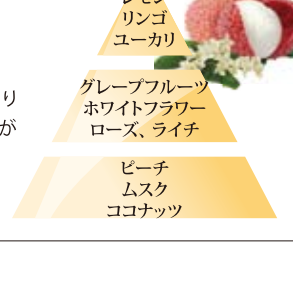 リンゴ
ユーカリ
グレープフルーツ
ホワイトフラワー
ローズ、ライチ
り
が
ピーチ
ムスク
ココナッツ